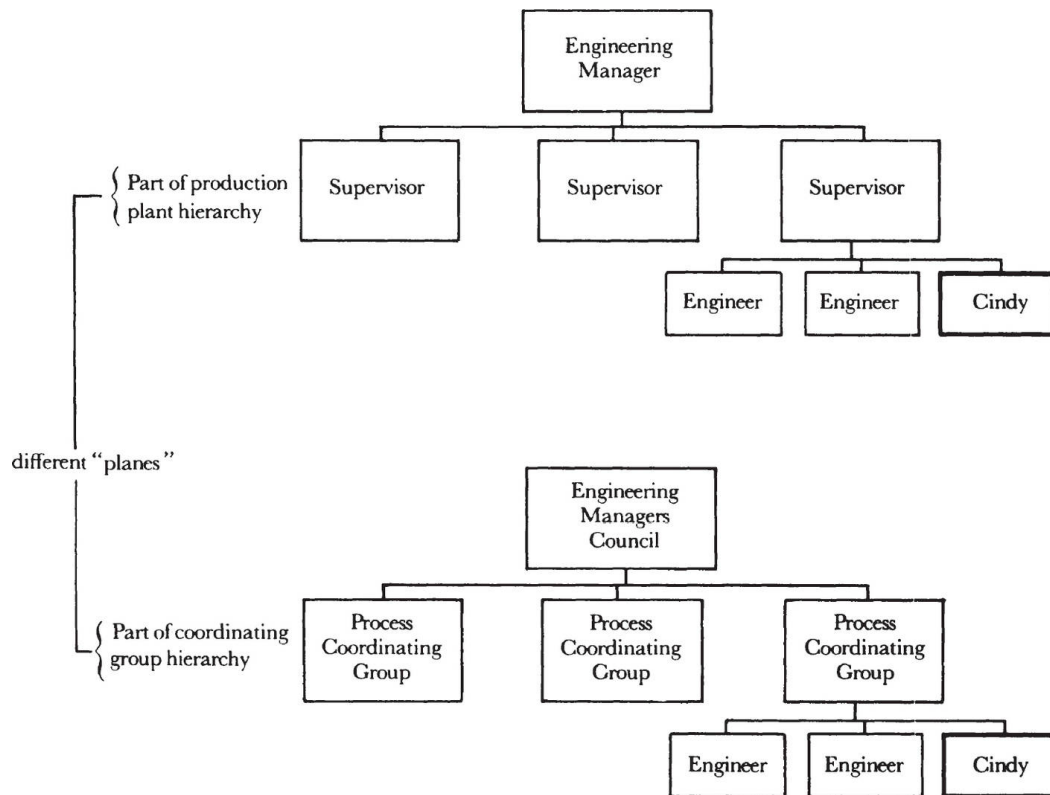 Engineering
Manager
Part of production
plant hierarchy
Supervisor
Supervisor
Supervisor
Engineer
Engineer
Cindy
different “planes”
Engineering
Managers
Council
Part of coordinating
group hierarchy
Process
Coordinating
Group
Process
Coordinating
Group
Process
Coordinating
Group
Engineer
Engineer
Cindy